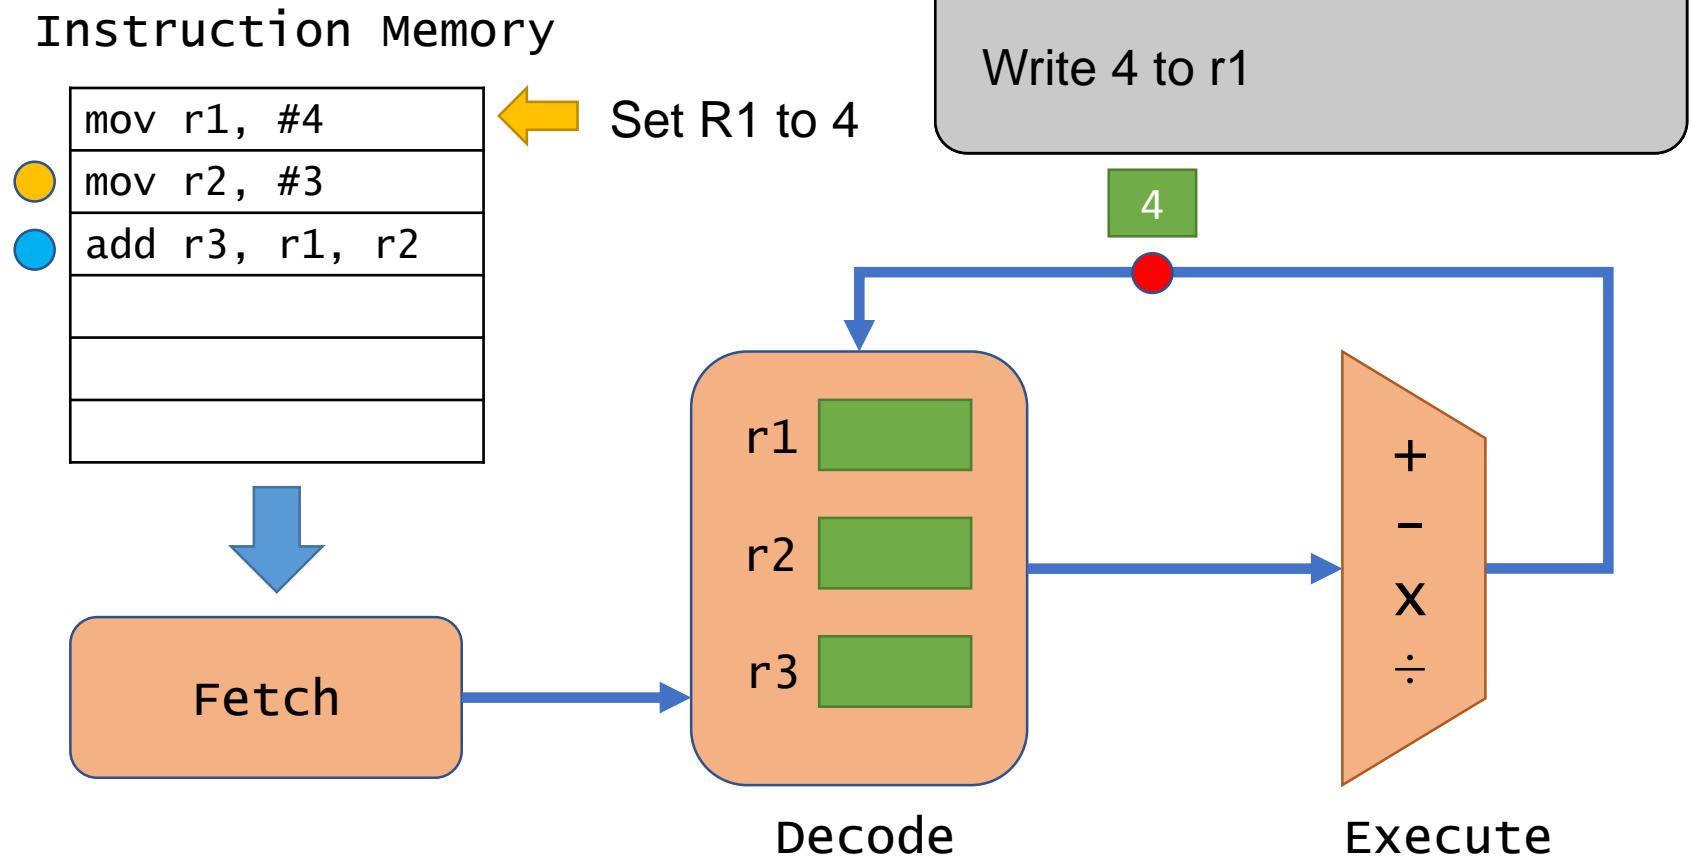 Instruction Memory
Write 4 to r1
mov r1, #4
Set R1 to 4
mov r2, #3
add r3, r1, r2
4
r1
r2
r3
+
-
x
÷
Fetch
Decode
Execute